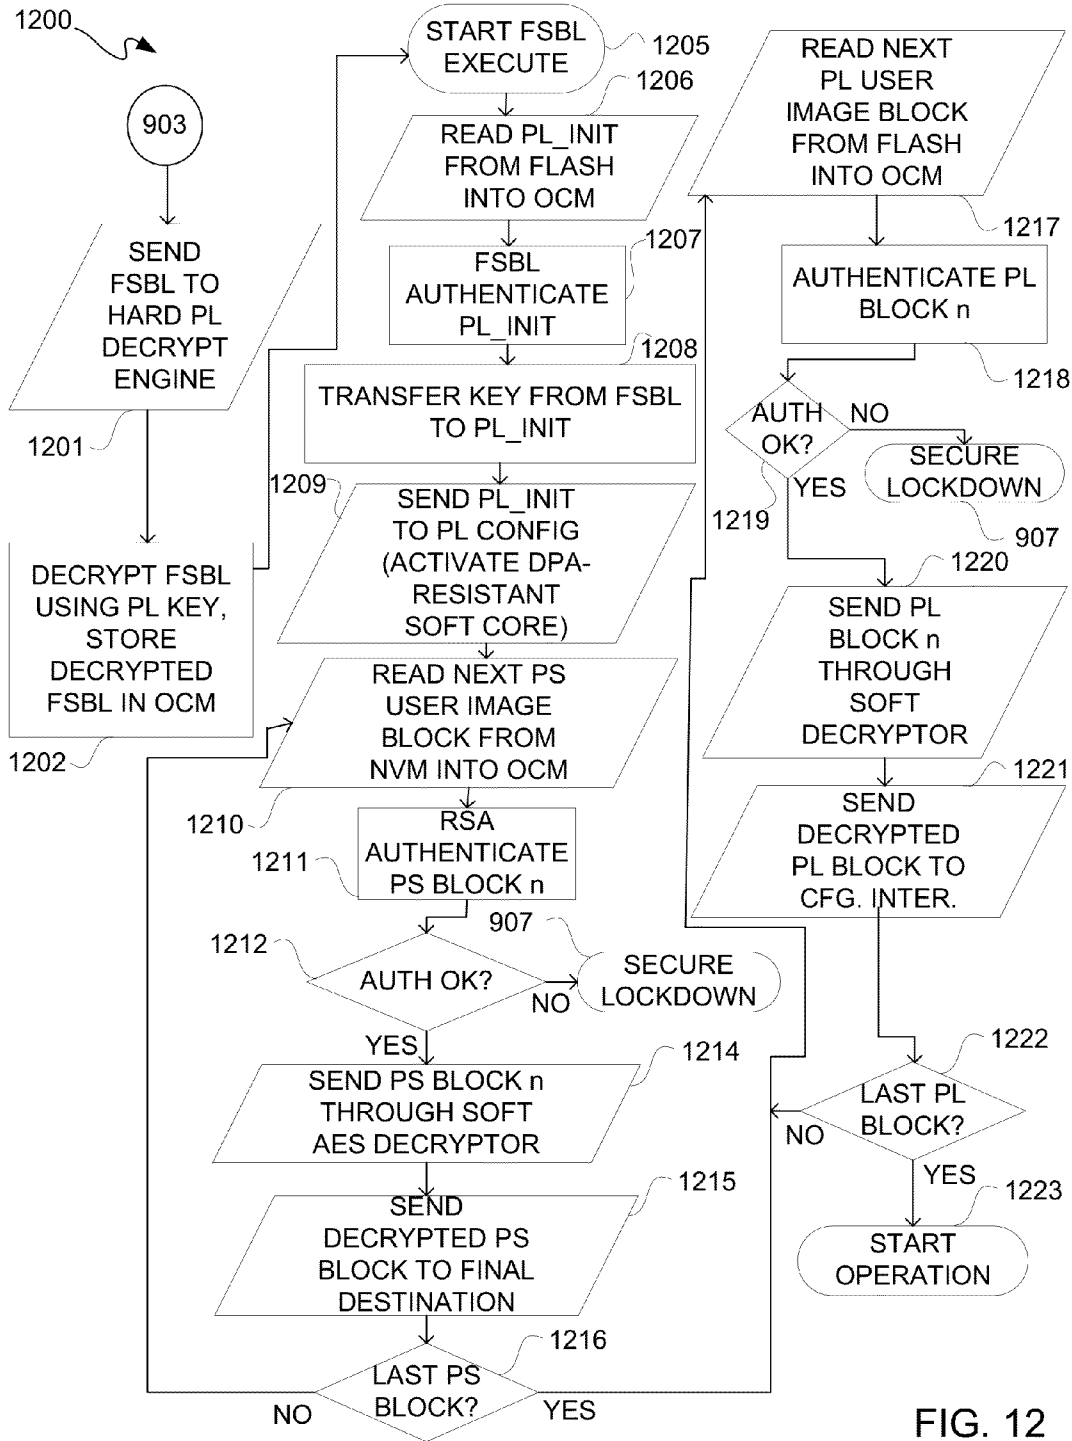 1200
903
SEND
FSBL TO
HARD PL
DECRYPT
ENGINE
1201
DECRYPT FSBL
USING PL KEY,
STORE
DECRYPTED
FSBL IN OCM
1202
START FSBL
EXECUTE
1205
1206
READ PL_INIT
FROM FLASH
INTO OCM
1207
FSBL
AUTHENTICATE
PL_INIT
1208
TRANSFER KEY FROM FSBL
TO PL_INIT
1209
SEND PL_INIT
TO PL CONFIG
(ACTIVATE DPA-
RESISTANT
SOFT CORE)
READ NEXT PS
USER IMAGE
BLOCK FROM
NVM INTO OCM
1210
RSA
AUTHENTICATE
PS BLOCK n
1211
907
1212
AUTH OK?
NO
SECURE
LOCKDOWN
YES
1214
SEND PS BLOCK n
THROUGH SOFT
AES DECRYPTOR
1215
SEND
DECRYPTED PS
BLOCK TO FINAL
DESTINATION
1216
LAST PS
BLOCK?
NO
YES
READ NEXT
PL USER
IMAGE BLOCK
FROM FLASH
INTO OCM
1217
AUTHENTICATE PL
BLOCK n
1218
AUTH
OK?
NO
YES
SECURE
LOCKDOWN
1219
907
1220
SEND PL
BLOCK n
THROUGH
SOFT
DECRYPTOR
1221
SEND
DECRYPTED
PL BLOCK TO
CFG. INTER.
1222
LAST PL
BLOCK?
NO
YES
1223
START
OPERATION
FIG. 12